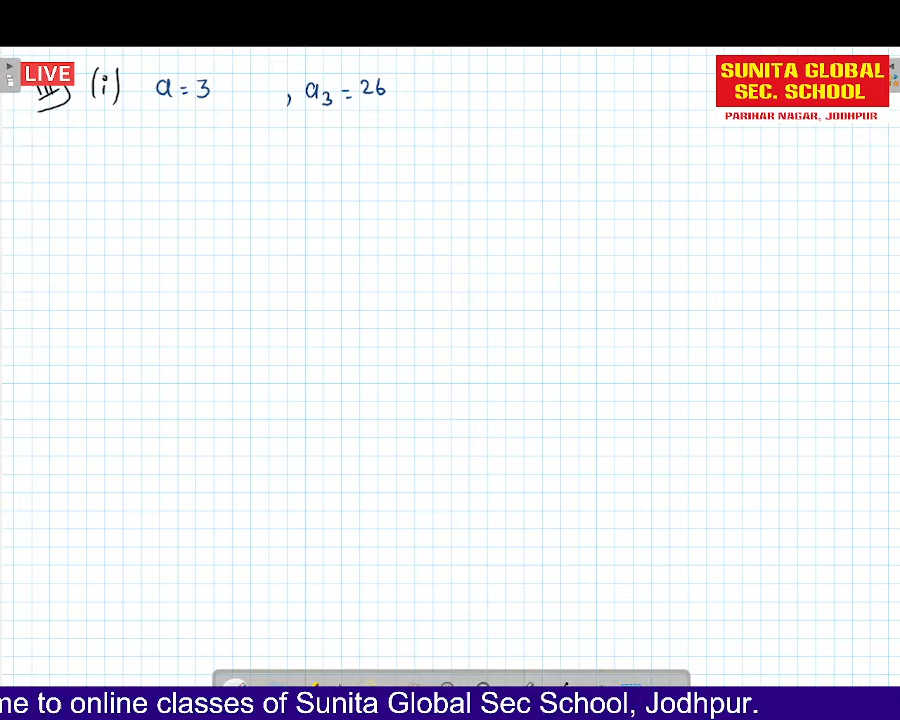 LIVE
(i) a = 3 , a₃ = 26
SUNITA GLOBAL
SEC. SCHOOL
PARIHAR NAGAR, JODHPUR
me to online classes of Sunita Global Sec School, Jodhpur.